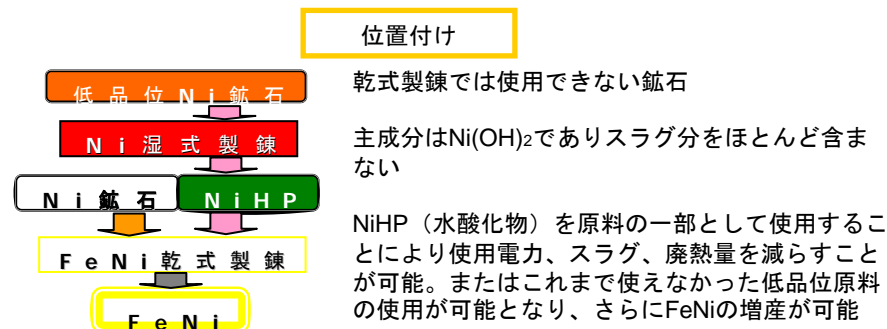 位置付け
低品位Ni鉱石
乾式製錬では使用できない鉱石
Ni湿式製錬
主成分はNi(OH)2でありスラグ分をほとんど含ま
ない
Ni鉱石 NiHP
NiHP（水酸化物）を原料の一部として使用するこ
とにより使用電力、スラグ、廃熱量を減らすこと
が可能。またはこれまで使えなかった低品位原料
の使用が可能となり、さらにFeNiの増産が可能
FeNi乾式製錬
FeNi